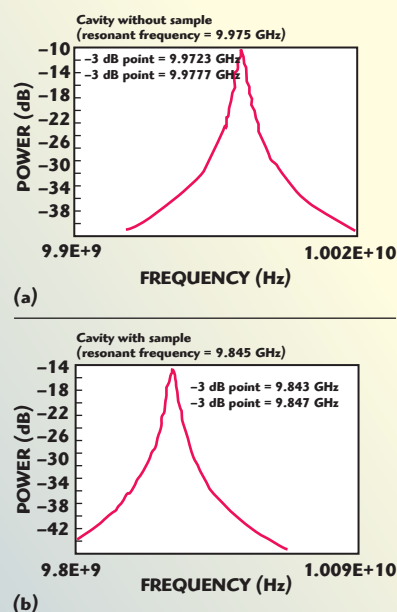 Cavity without sample
(resonant frequency = 9.975 GHz)
−10
−14
−18
−22
−26
−30
−34
−38
POWER (dB)
−3 dB point = 9.9723 GHz
−3 dB point = 9.9777 GHz
9.9E+9
1.002E+10
FREQUENCY (Hz)
(a)
Cavity with sample
(resonant frequency = 9.845 GHz)
−14
−18
−22
−26
−30
−34
−38
−42
POWER (dB)
−3 dB point = 9.843 GHz
−3 dB point = 9.847 GHz
9.8E+9
1.009E+10
FREQUENCY (Hz)
(b)